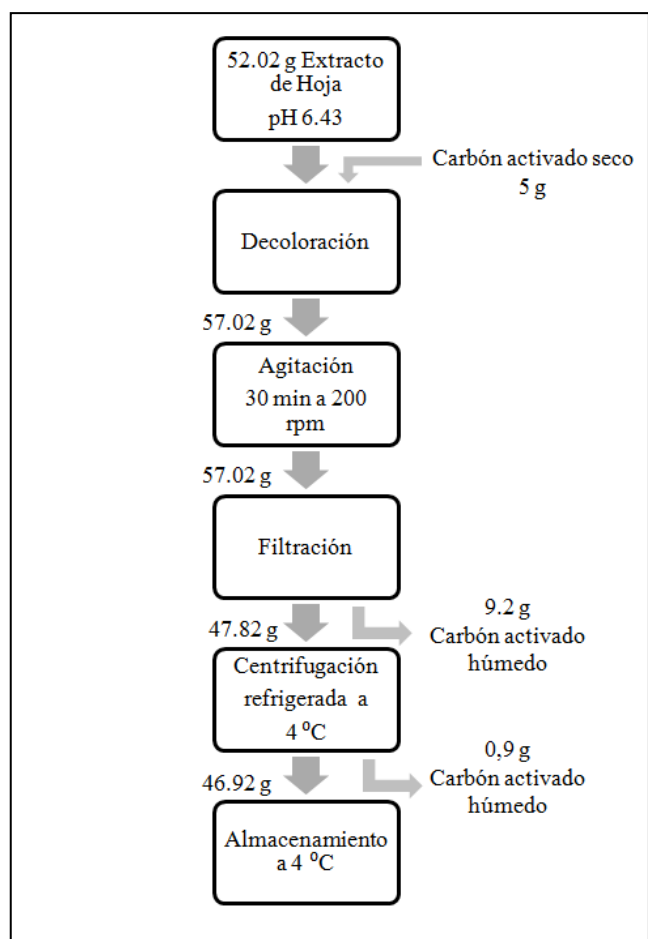 52.02 g Extracto
de Hoja
pH 6.43
Carbón activado seco
5 g
Decoloración
57.02 g
Agitación
30 min a 200
rpm
57.02 g
Filtración
9.2 g
Carbón activado
húmedo
47.82 g
Centrifugación
refrigerada a
4 ⁰C
0,9 g
Carbón activado
húmedo
46.92 g
Almacenamiento
a 4 ⁰C